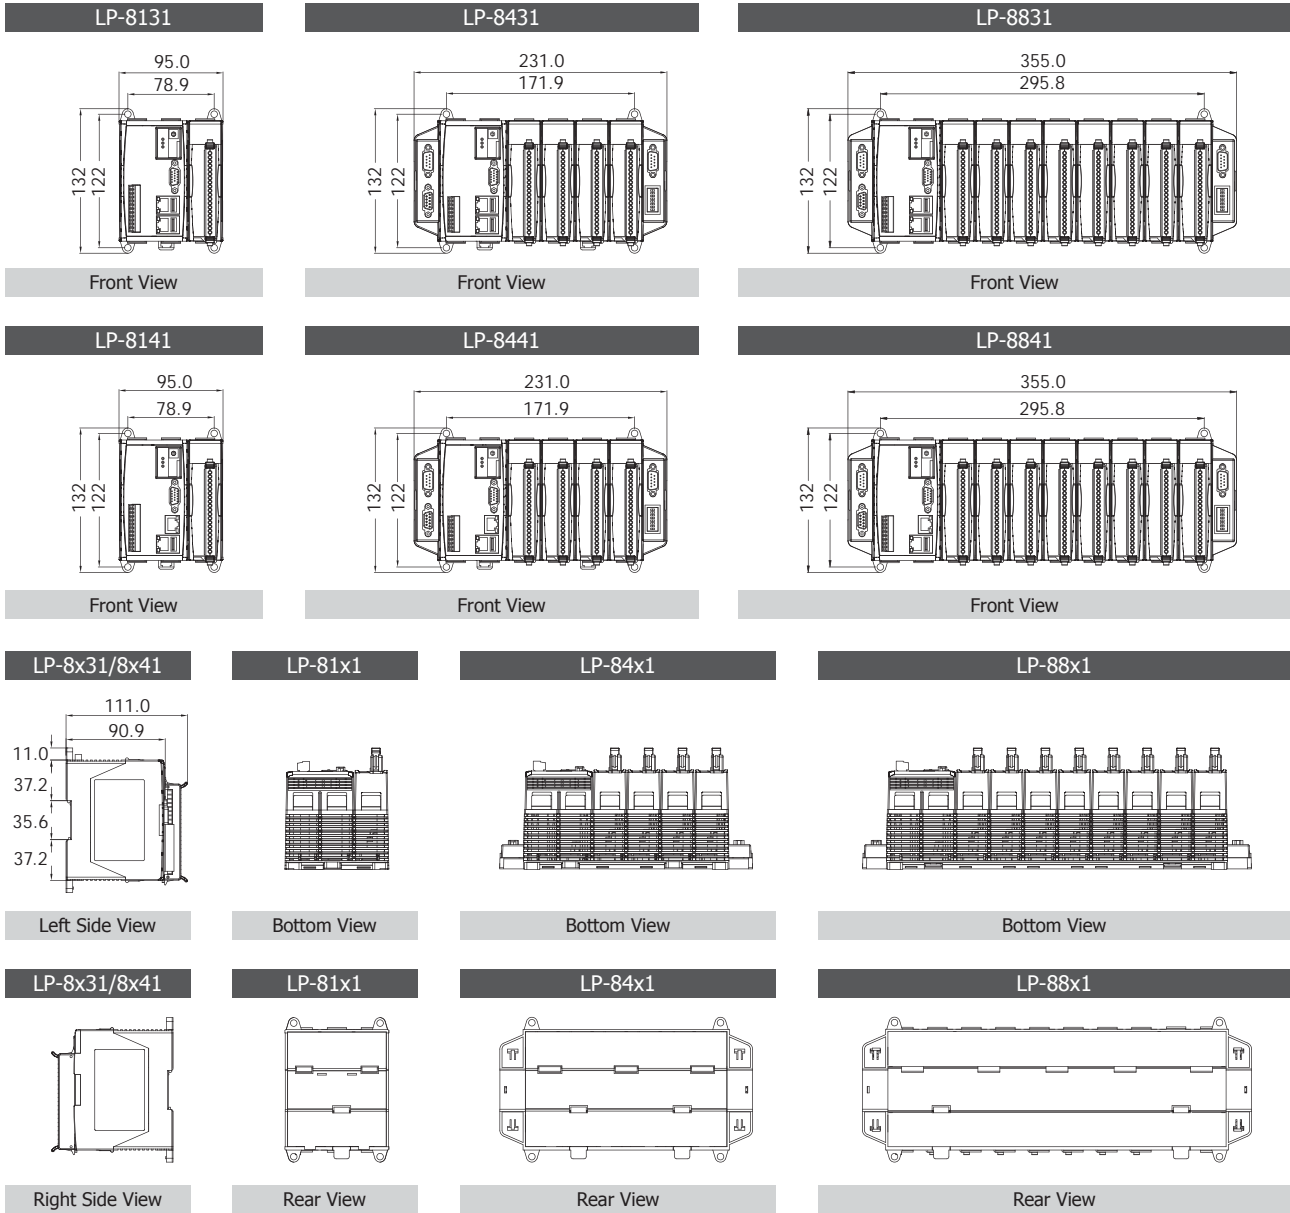 LP-8131
LP-8431
LP-8831
95.0
78.9
132
122
231.0
171.9
132
122
355.0
295.8
132
122
Front View
Front View
Front View
LP-8141
LP-8441
LP-8841
95.0
78.9
132
122
231.0
171.9
132
122
355.0
295.8
132
122
Front View
Front View
Front View
LP-8x31/8x41
LP-81x1
LP-84x1
LP-88x1
111.0
90.9
11.0
37.2
35.6
37.2
Left Side View
Bottom View
Bottom View
Bottom View
LP-8x31/8x41
LP-81x1
LP-84x1
LP-88x1
Right Side View
Rear View
Rear View
Rear View